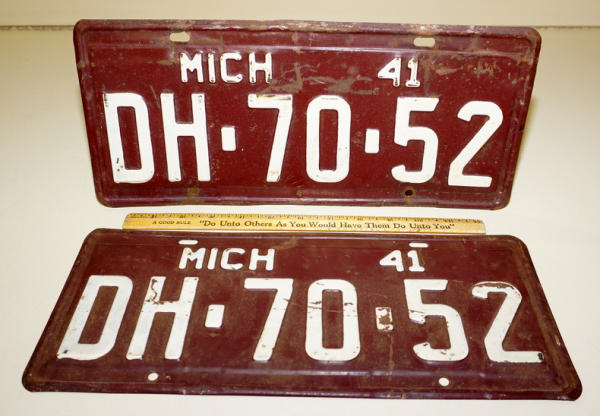 MICH 41
DH·70·52
A GOOD RULE "Do Unto Others As You Would Have Them Do Unto You"
MICH 41
DH·70·52